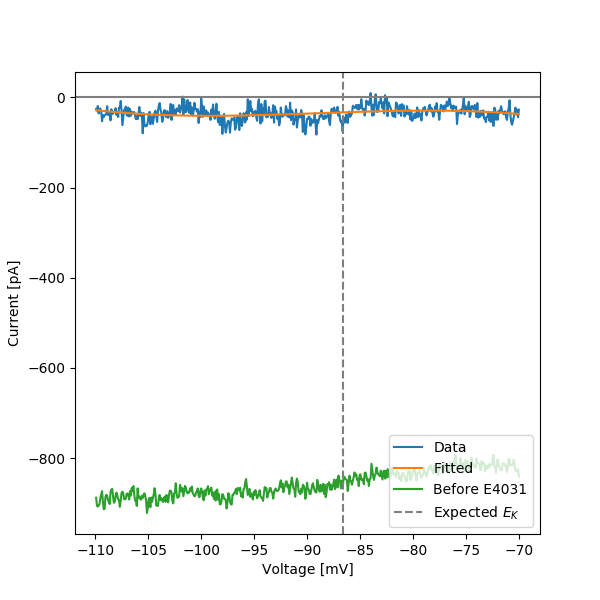 0
−200
−400
−600
−800
Current [pA]
Data
Fitted
Before E4031
Expected E_K
−110
−105
−100
−95
−90
−85
−80
−75
−70
Voltage [mV]